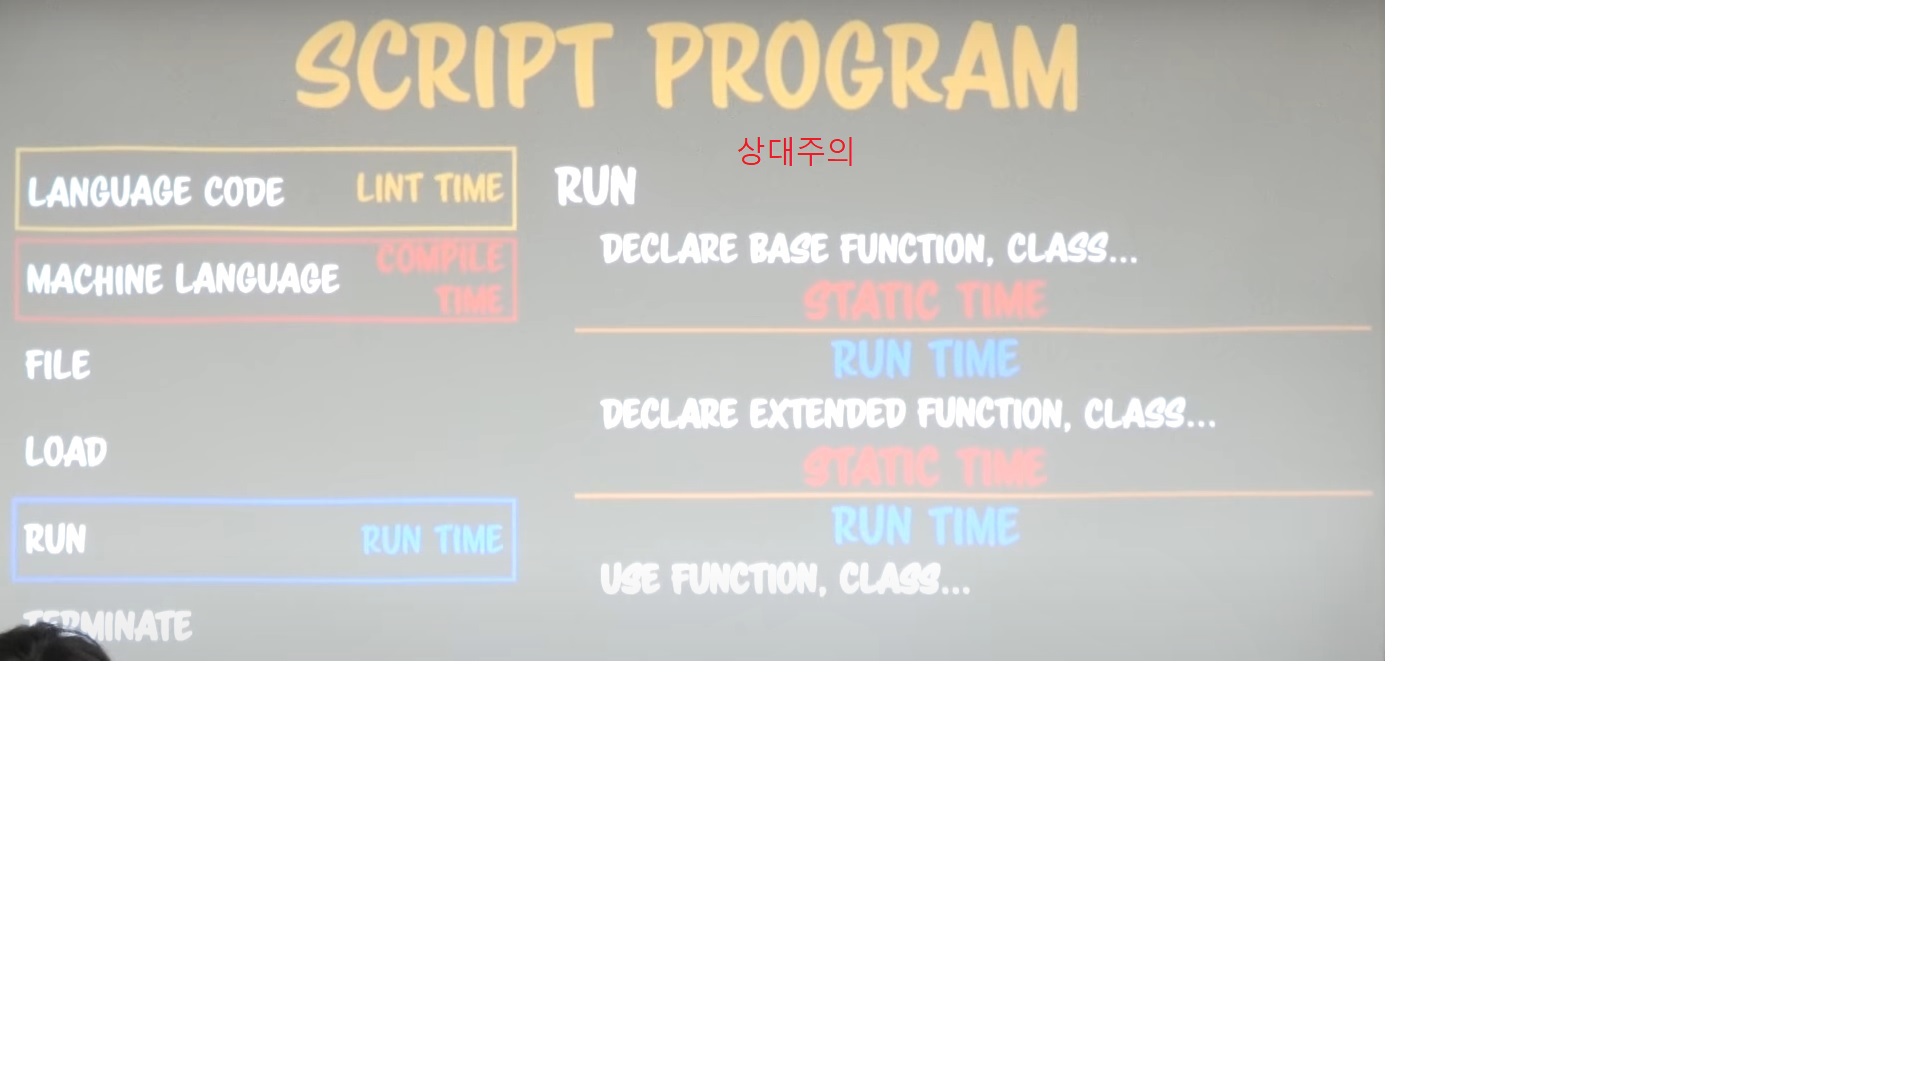 SCRIPT PROGRAM
LANGUAGE CODE LINT TIME
MACHINE LANGUAGE COMPILE TIME
FILE
LOAD
RUN RUN TIME
TERMINATE
상대주의
RUN
DECLARE BASE FUNCTION, CLASS...
STATIC TIME
RUN TIME
DECLARE EXTENDED FUNCTION, CLASS...
STATIC TIME
RUN TIME
USE FUNCTION, CLASS...